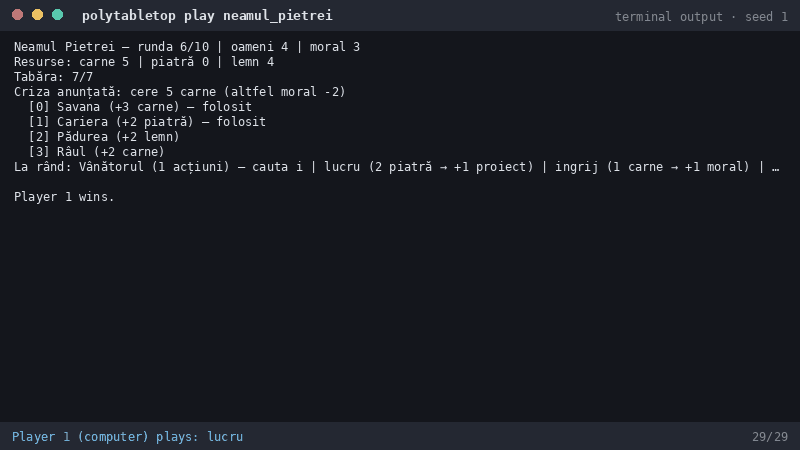 polytabletop play neamul_pietrei
terminal output · seed 1
Neamul Pietrei — runda 6/10 | oameni 4 | moral 3
Resurse: carne 5 | piatră 0 | lemn 4
Tabăra: 7/7
Criza anunțată: cere 5 carne (altfel moral -2)
[0] Savana (+3 carne) — folosit
[1] Cariera (+2 piatră) — folosit
[2] Pădurea (+2 lemn)
[3] Râul (+2 carne)
La rând: Vânătorul (1 acțiuni) — cauta i | lucru (2 piatră → +1 proiect) | ingrij (1 carne → +1 moral) | …
Player 1 wins.
Player 1 (computer) plays: lucru
29/29